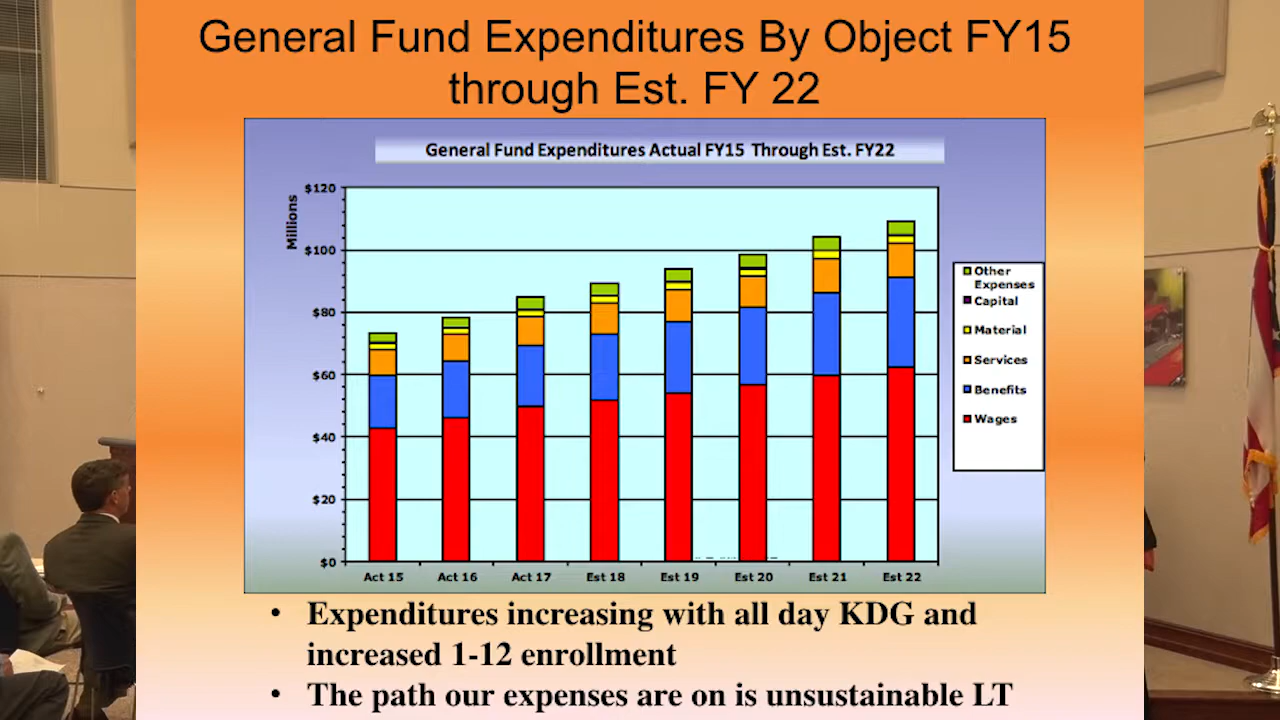 General Fund Expenditures By Object FY15
through Est. FY 22
General Fund Expenditures Actual FY15 Through Est. FY22
Millions
$120
$100
$80
$60
$40
$20
$0
Act 15
Act 16
Act 17
Est 18
Est 19
Est 20
Est 21
Est 22
Other
Expenses
Capital
Material
Services
Benefits
Wages
• Expenditures increasing with all day KDG and
increased 1-12 enrollment
• The path our expenses are on is unsustainable LT